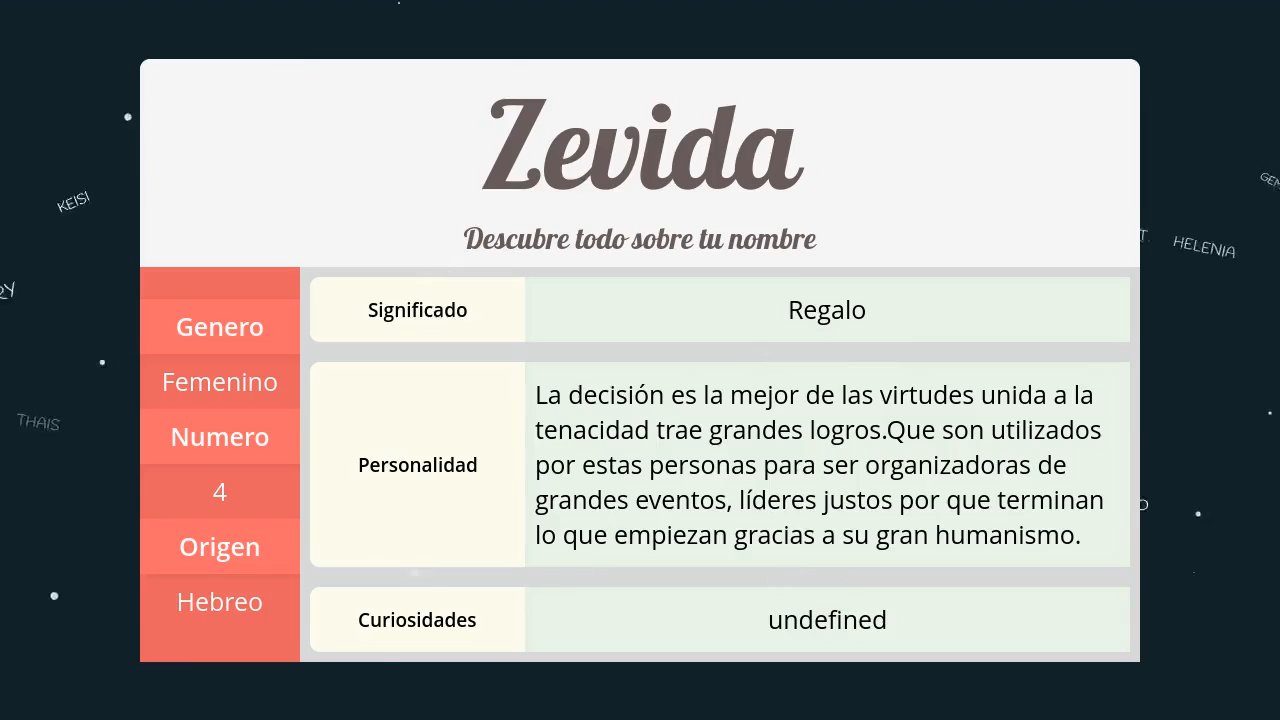 Zevida
Descubre todo sobre tu nombre
KEISI
HELENIA
THAIS
Genero
Femenino
Numero
4
Origen
Hebreo
Significado
Regalo
Personalidad
La decisión es la mejor de las virtudes unida a la
tenacidad trae grandes logros.Que son utilizados
por estas personas para ser organizadoras de
grandes eventos, líderes justos por que terminan
lo que empiezan gracias a su gran humanismo.
Curiosidades
undefined